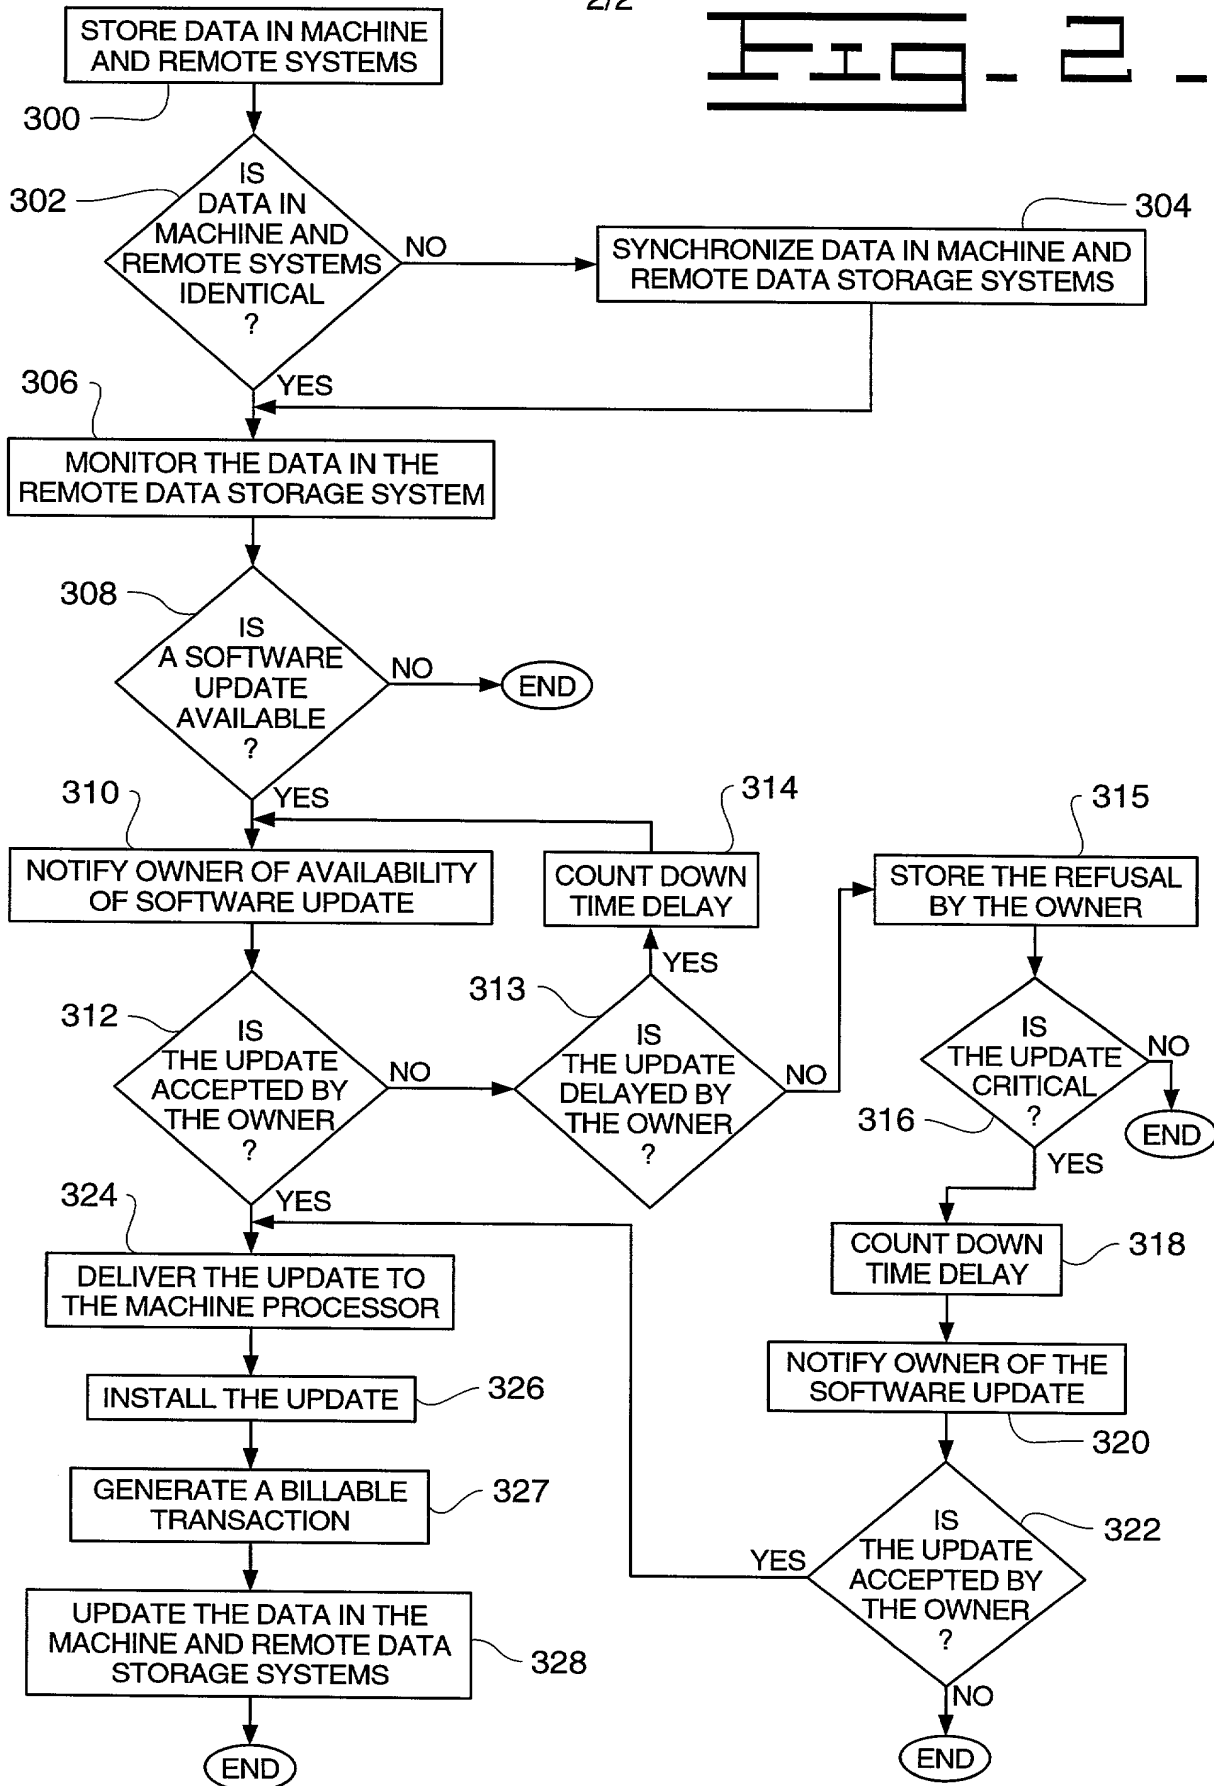 2/2
FIG. 2.
STORE DATA IN MACHINE
AND REMOTE SYSTEMS
300
302
IS
DATA IN
MACHINE AND
REMOTE SYSTEMS
IDENTICAL
?
NO
304
SYNCHRONIZE DATA IN MACHINE AND
REMOTE DATA STORAGE SYSTEMS
YES
306
MONITOR THE DATA IN THE
REMOTE DATA STORAGE SYSTEM
308
IS
A SOFTWARE
UPDATE
AVAILABLE
?
NO
END
YES
310
NOTIFY OWNER OF AVAILABILITY
OF SOFTWARE UPDATE
312
IS
THE UPDATE
ACCEPTED BY
THE OWNER
?
NO
313
IS
THE UPDATE
DELAYED BY
THE OWNER
?
YES
314
COUNT DOWN
TIME DELAY
NO
315
STORE THE REFUSAL
BY THE OWNER
IS
THE UPDATE
CRITICAL
?
316
NO
END
YES
COUNT DOWN
TIME DELAY
318
NOTIFY OWNER OF THE
SOFTWARE UPDATE
320
IS
THE UPDATE
ACCEPTED BY
THE OWNER
?
322
YES
NO
END
YES
324
DELIVER THE UPDATE TO
THE MACHINE PROCESSOR
INSTALL THE UPDATE
326
GENERATE A BILLABLE
TRANSACTION
327
UPDATE THE DATA IN THE
MACHINE AND REMOTE DATA
STORAGE SYSTEMS
328
END